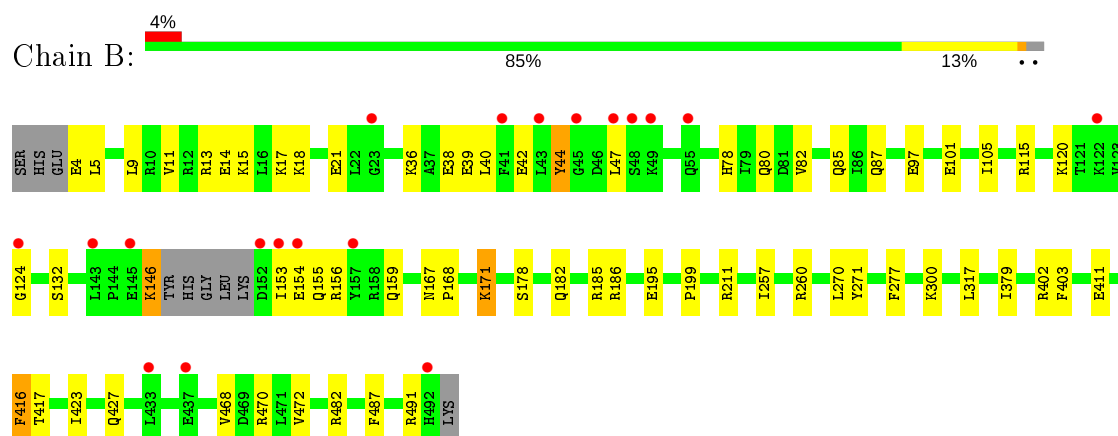 4%
Chain B:
85%
13%
• •
SER HIS GLU E4 L5 L9 R10 V11 R12 R13 E14 K15 L16 K17 K18 E21 L22 G23 K36 A37 E38 E39 L40 F41 E42 L43 Y44 G45 D46 L47 S48 K49 Q55 H78 I79 Q80 D81 V82 Q85 I86 Q87 E97 E101 I105 R115 K120 T121 K122 V123
G124 S132 L143 P144 E145 K146 TYR HIS GLY LEU LYS D152 I153 E154 Q155 R156 Y157 R158 Q159 N167 P168 K171 S178 Q182 R185 R186 E195 P199 R211 I257 R260 L270 Y271 F277 K300 L317 I379 R402 F403 E411
F416 T417 I423 Q427 L433 E437 V468 D469 R470 L471 V472 R482 F487 R491 H492 LYS